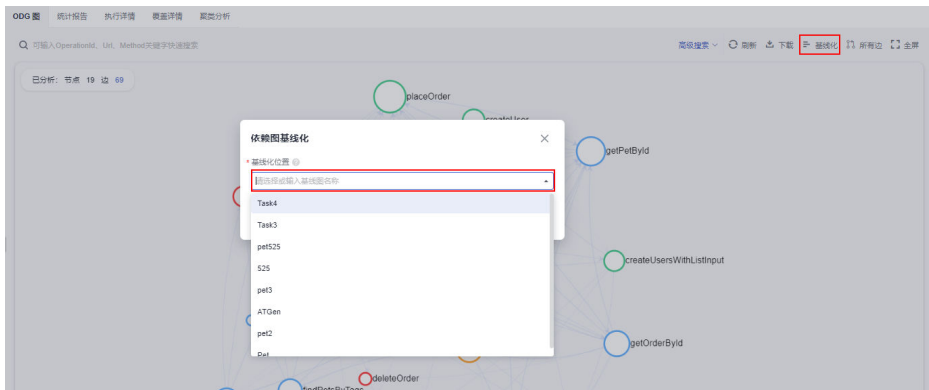 ODG 图 统计报告 执行详情 覆盖详情 聚类分析
可输入OperationId、Url、Method关键字快速搜索
高级搜索 刷新 下载 基线化 所有边 全屏
已分析: 节点 19 边 69
placeOrder
createUser
依赖图基线化
getPetById
* 基线化位置
请选择或输入基线图名称
Task4
Task3
pet525
525
createUsersWithListInput
pet3
ATGen
pet2
getOrderById
Pet
deleteOrder
findPetsByTags